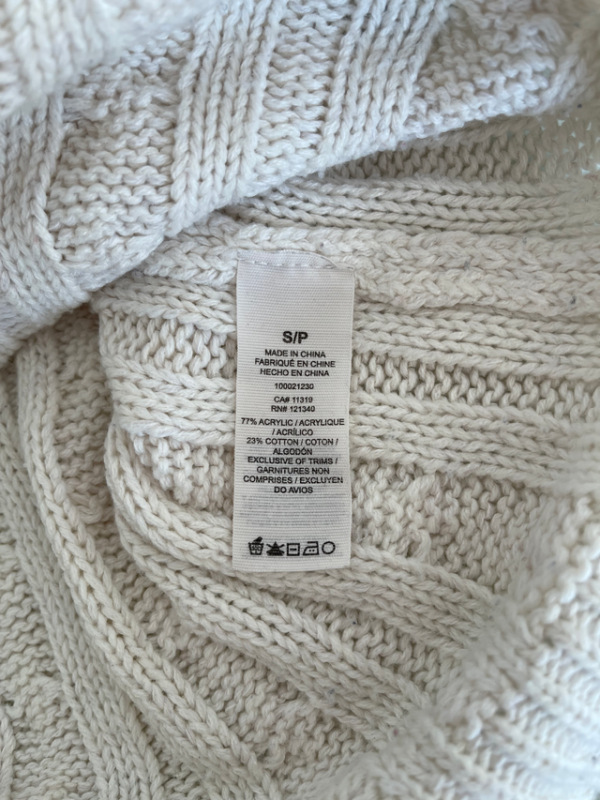 S/P
MADE IN CHINA
FABRIQUÉ EN CHINE
HECHO EN CHINA
100021230
CA# 11319
RN# 121340
77% ACRYLIC / ACRYLIQUE
/ ACRÍLICO
23% COTTON / COTON /
ALGODÓN
EXCLUSIVE OF TRIMS /
GARNITURES NON
COMPRISES / EXCLUYEN
DO AVIOS